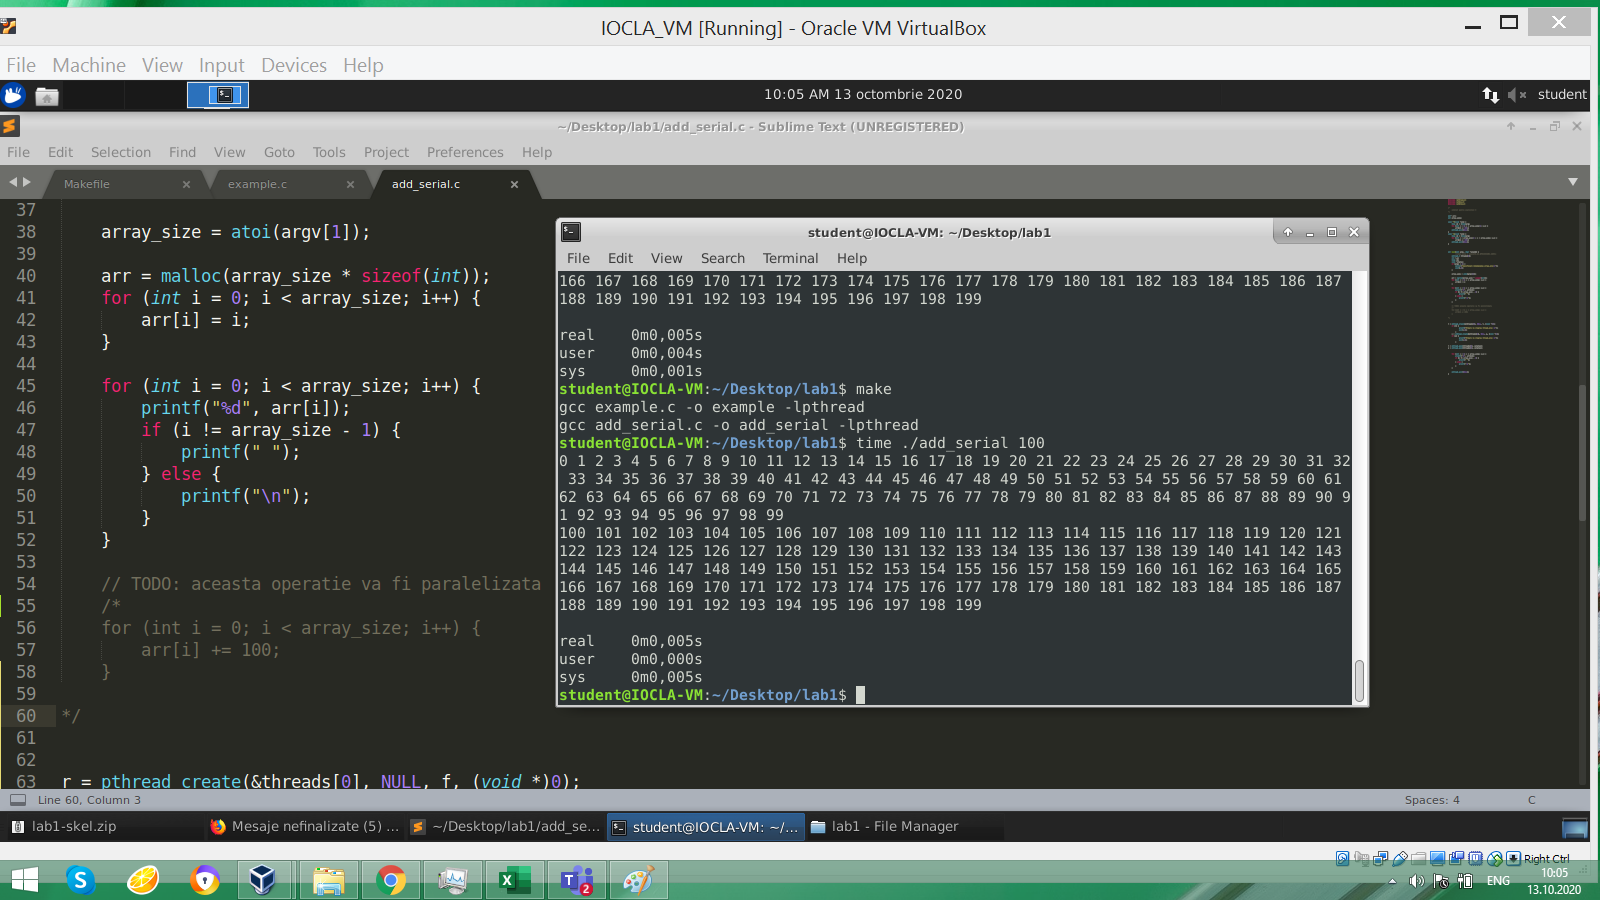 IOCLA_VM [Running] - Oracle VM VirtualBox
File Machine View Input Devices Help
10:05 AM 13 octombrie 2020
student
~/Desktop/lab1/add_serial.c - Sublime Text (UNREGISTERED)
File Edit Selection Find View Goto Tools Project Preferences Help
Makefile
example.c
add_serial.c
37
38 array_size = atoi(argv[1]);
39
40 arr = malloc(array_size * sizeof(int));
41 for (int i = 0; i < array_size; i++) {
42 arr[i] = i;
43 }
44
45 for (int i = 0; i < array_size; i++) {
46 printf("%d", arr[i]);
47 if (i != array_size - 1) {
48 printf(" ");
49 } else {
50 printf("\n");
51 }
52 }
53
54 // TODO: aceasta operatie va fi paralelizata
55 /*
56 for (int i = 0; i < array_size; i++) {
57 arr[i] += 100;
58 }
59
60 */
61
62
63 r = pthread_create(&threads[0], NULL, f, (void *)0);
student@IOCLA-VM: ~/Desktop/lab1
File Edit View Search Terminal Help
166 167 168 169 170 171 172 173 174 175 176 177 178 179 180 181 182 183 184 185 186 187
188 189 190 191 192 193 194 195 196 197 198 199
real 0m0,005s
user 0m0,004s
sys 0m0,001s
student@IOCLA-VM:~/Desktop/lab1$ make
gcc example.c -o example -lpthread
gcc add_serial.c -o add_serial -lpthread
student@IOCLA-VM:~/Desktop/lab1$ time ./add_serial 100
0 1 2 3 4 5 6 7 8 9 10 11 12 13 14 15 16 17 18 19 20 21 22 23 24 25 26 27 28 29 30 31 32
33 34 35 36 37 38 39 40 41 42 43 44 45 46 47 48 49 50 51 52 53 54 55 56 57 58 59 60 61
62 63 64 65 66 67 68 69 70 71 72 73 74 75 76 77 78 79 80 81 82 83 84 85 86 87 88 89 90 9
1 92 93 94 95 96 97 98 99
100 101 102 103 104 105 106 107 108 109 110 111 112 113 114 115 116 117 118 119 120 121
122 123 124 125 126 127 128 129 130 131 132 133 134 135 136 137 138 139 140 141 142 143
144 145 146 147 148 149 150 151 152 153 154 155 156 157 158 159 160 161 162 163 164 165
166 167 168 169 170 171 172 173 174 175 176 177 178 179 180 181 182 183 184 185 186 187
188 189 190 191 192 193 194 195 196 197 198 199
real 0m0,005s
user 0m0,000s
sys 0m0,005s
student@IOCLA-VM:~/Desktop/lab1$
Line 60, Column 3
Spaces: 4
C
lab1-skel.zip
Mesaje nefinalizate (5) ...
~/Desktop/lab1/add_se...
student@IOCLA-VM: ~/...
lab1 - File Manager
Right Ctrl
2
ENG
10:05
13.10.2020